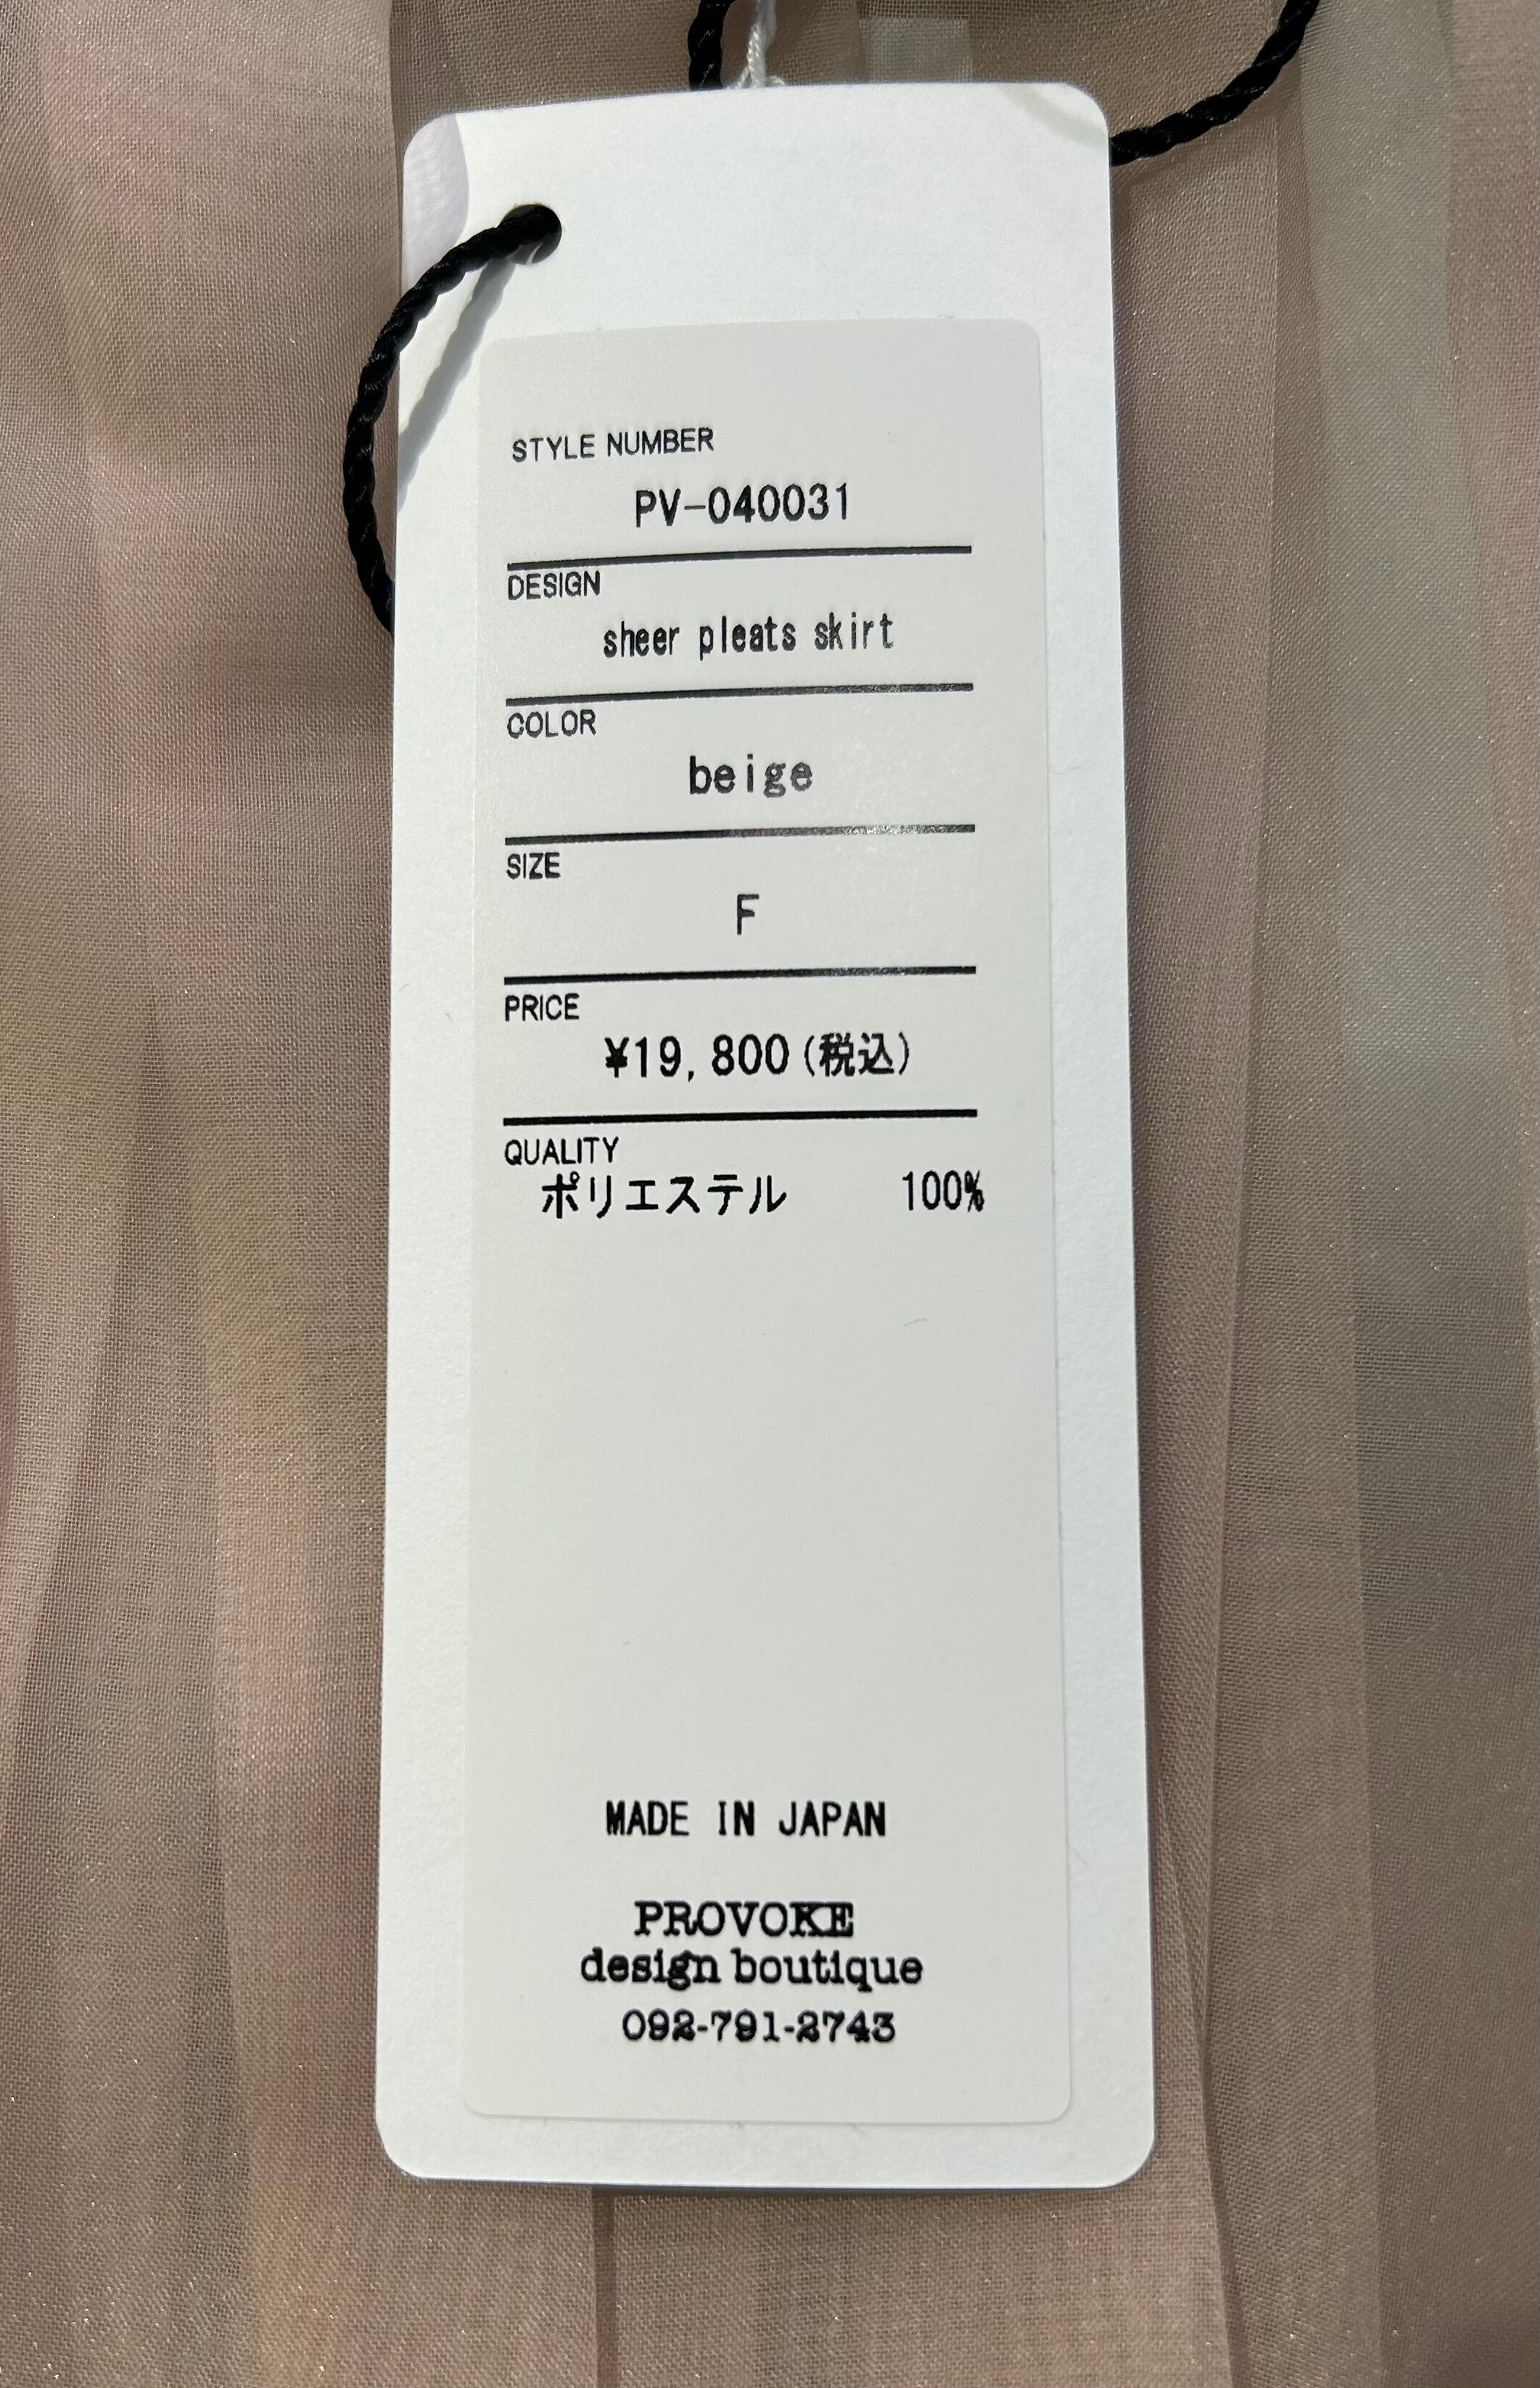 STYLE NUMBER
PV-040031
DESIGN
sheer pleats skirt
COLOR
beige
SIZE
F
PRICE
¥19,800(税込)
QUALITY
ポリエステル 100%
MADE IN JAPAN
PROVOKE
design boutique
092-791-2743